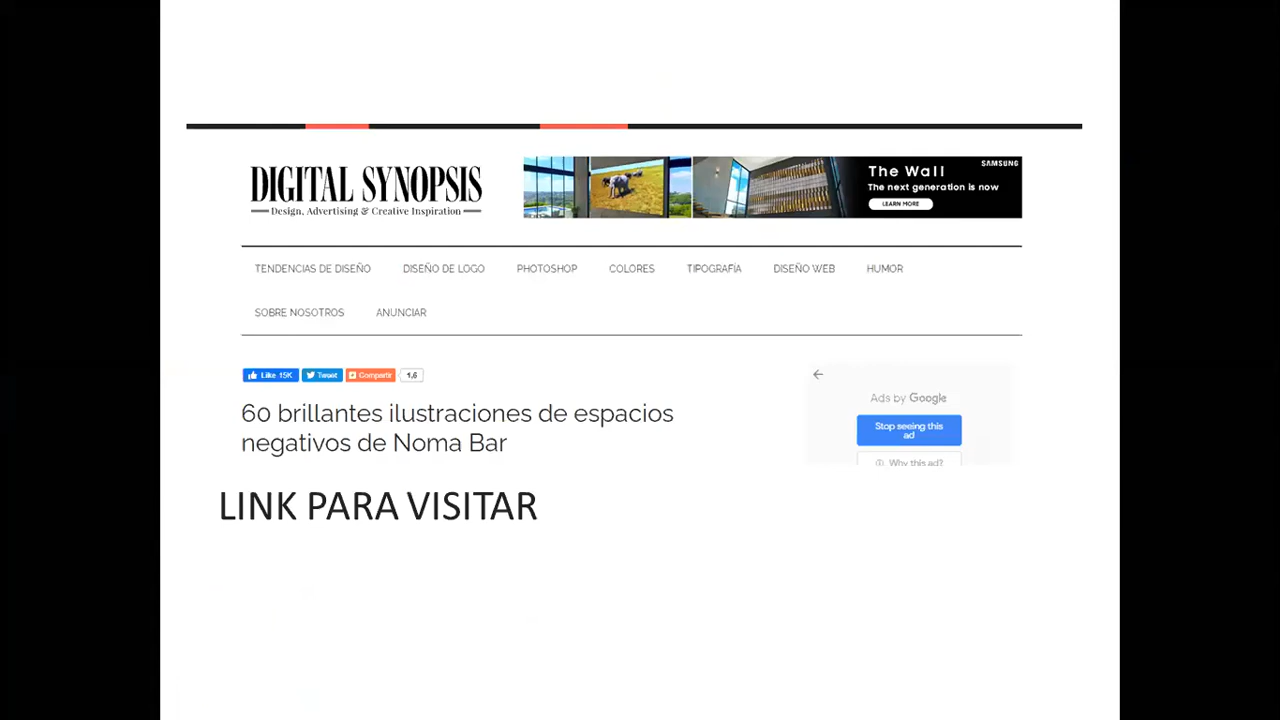 DIGITAL SYNOPSIS
Design, Advertising & Creative Inspiration
SAMSUNG
The Wall
The next generation is now
LEARN MORE
TENDENCIAS DE DISEÑO DISEÑO DE LOGO PHOTOSHOP COLORES TIPOGRAFÍA DISEÑO WEB HUMOR
SOBRE NOSOTROS ANUNCIAR
Like 15K Tweet Compartir 1,6
60 brillantes ilustraciones de espacios
negativos de Noma Bar
Ads by Google
Stop seeing this
ad
Why this ad?
LINK PARA VISITAR